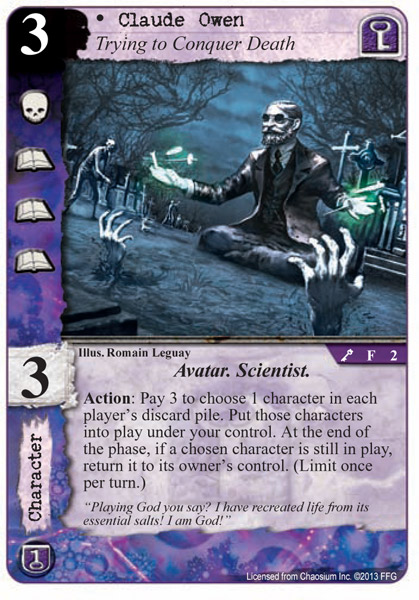 3
• Claude Owen
Trying to Conquer Death
Illus. Romain Leguay
F 2
3
Avatar. Scientist.
Character
Action: Pay 3 to choose 1 character in each
player's discard pile. Put those characters
into play under your control. At the end of
the phase, if a chosen character is still in play,
return it to its owner's control. (Limit once
per turn.)
“Playing God you say? I have recreated life from its
essential salts! I am God!”
1
Licensed from Chaosium Inc. ©2013 FFG